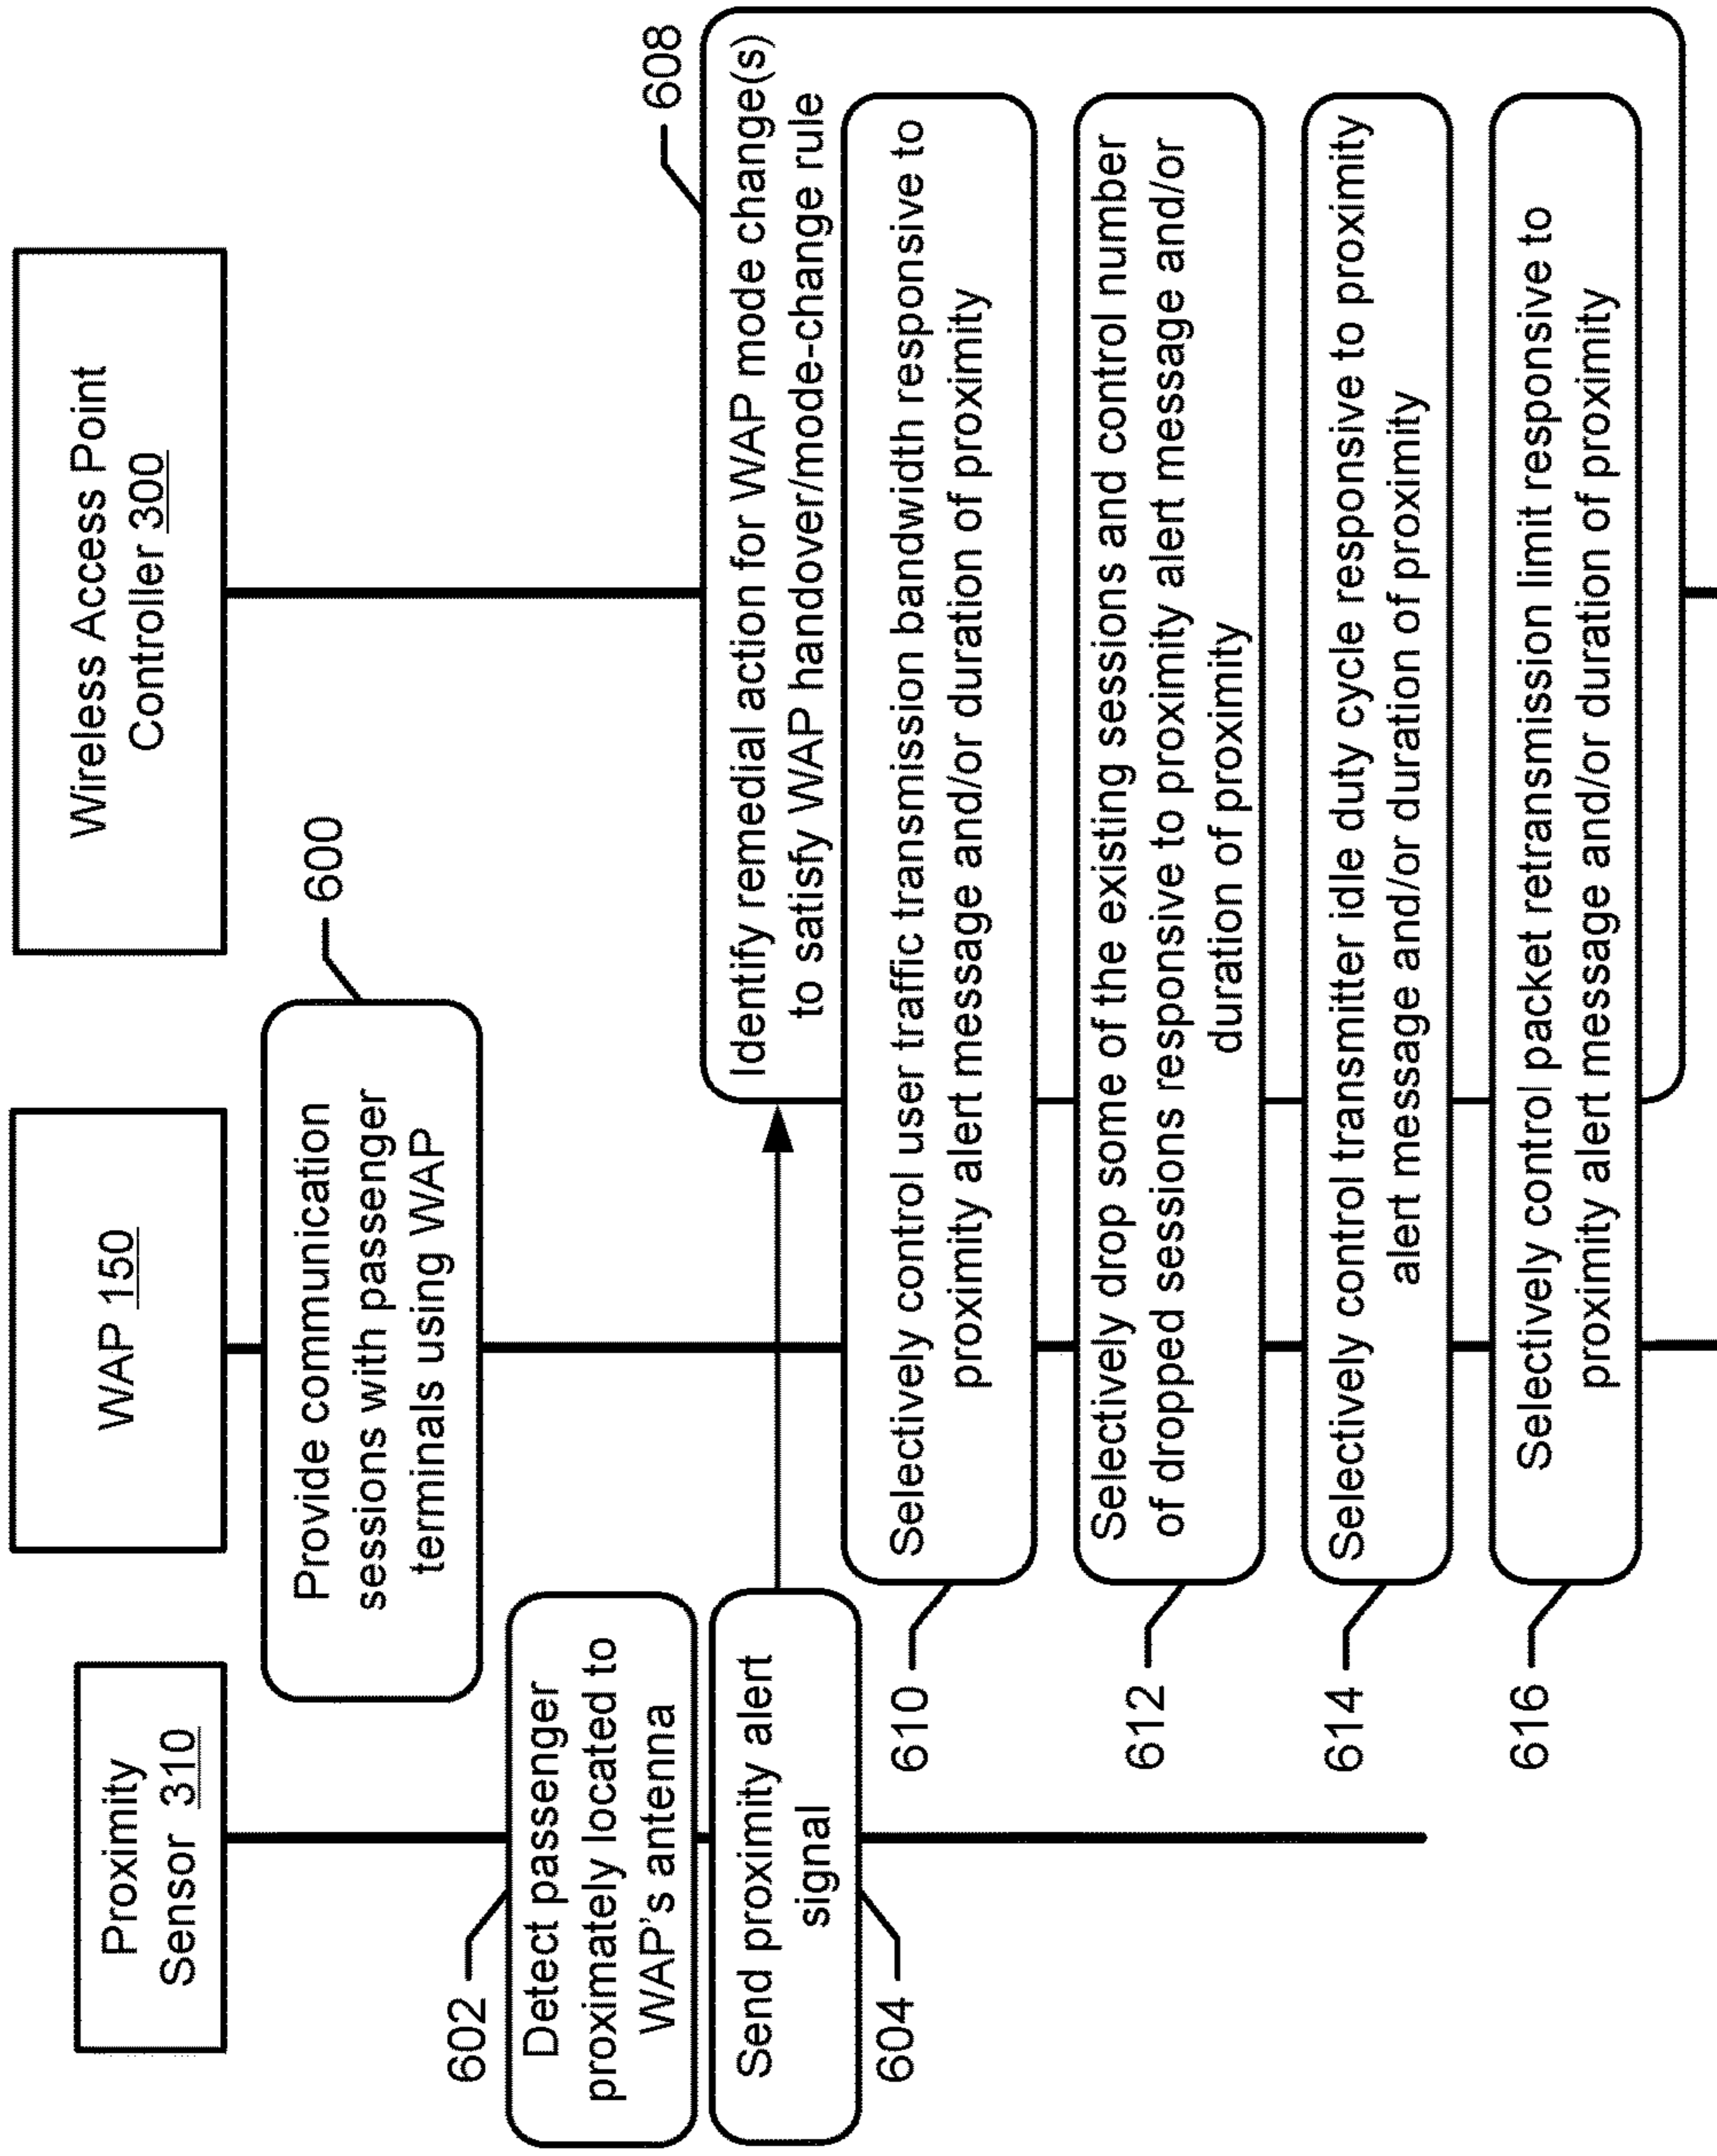 Proximity
Sensor 310
WAP 150
Wireless Access Point
Controller 300
600
Provide communication
sessions with passenger
terminals using WAP
602
Detect passenger
proximately located to
WAP's antenna
Send proximity alert
signal
604
608
Identify remedial action for WAP mode change(s)
to satisfy WAP handover/mode-change rule
610
Selectively control user traffic transmission bandwidth responsive to
proximity alert message and/or duration of proximity
612
Selectively drop some of the existing sessions and control number
of dropped sessions responsive to proximity alert message and/or
duration of proximity
614
Selectively control transmitter idle duty cycle responsive to proximity
alert message and/or duration of proximity
616
Selectively control packet retransmission limit responsive to
proximity alert message and/or duration of proximity